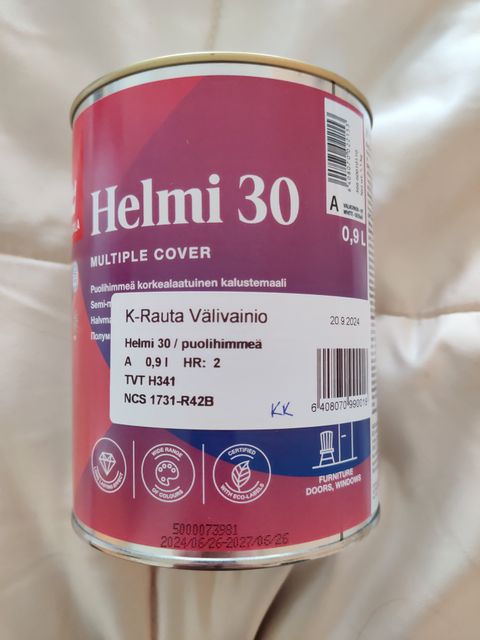 Helmi 30
MULTIPLE COVER
A
0,9 L
Puolihimmeä korkealaatuinen kalustemaali
K-Rauta Välivainio
20.9.2024
Helmi 30 / puolihimmeä
A 0,9 l HR: 2
TVT H341
NCS 1731-R42B
KK
6 408070 990018
WIDE RANGE
OF COLOURS
CERTIFIED
WITH ECO-LABELS
FURNITURE
DOORS, WINDOWS
5000073981
2024/06/26-2027/06/26